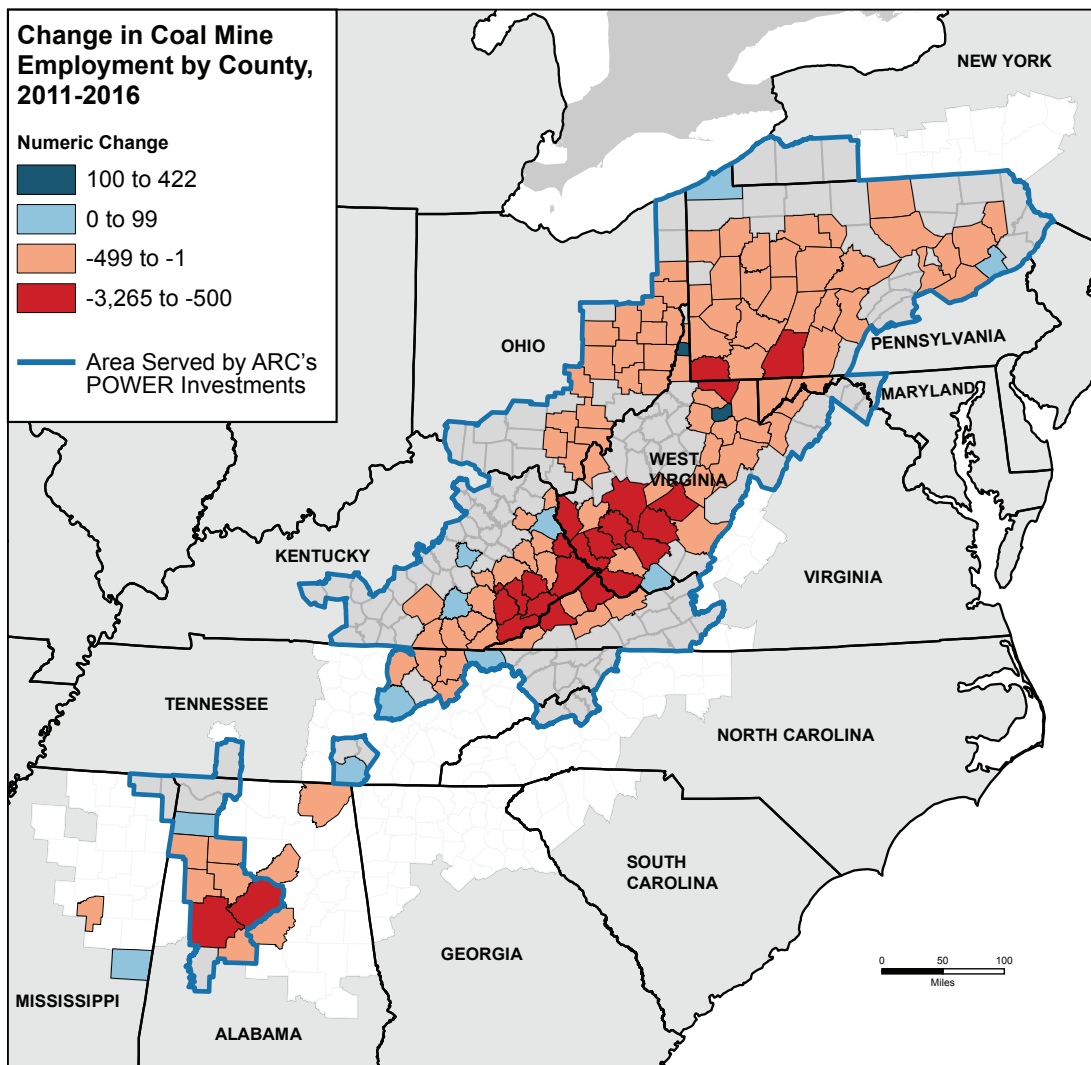 Change in Coal Mine
Employment by County,
2011-2016
Numeric Change
100 to 422
0 to 99
-499 to -1
-3,265 to -500
Area Served by ARC's
POWER Investments
NEW YORK
OHIO
PENNSYLVANIA
MARYLAND
WEST
VIRGINIA
KENTUCKY
VIRGINIA
TENNESSEE
NORTH CAROLINA
SOUTH
CAROLINA
GEORGIA
MISSISSIPPI
ALABAMA
0 50 100
Miles